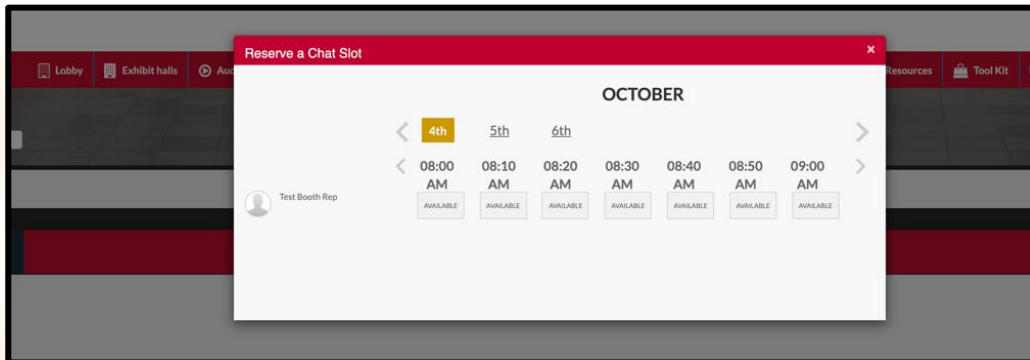 Reserve a Chat Slot ×
Lobby Exhibit halls Aud Resources Tool Kit
OCTOBER
4th 5th 6th
08:00 AM 08:10 AM 08:20 AM 08:30 AM 08:40 AM 08:50 AM 09:00 AM
Test Booth Rep
AVAILABLE AVAILABLE AVAILABLE AVAILABLE AVAILABLE AVAILABLE AVAILABLE